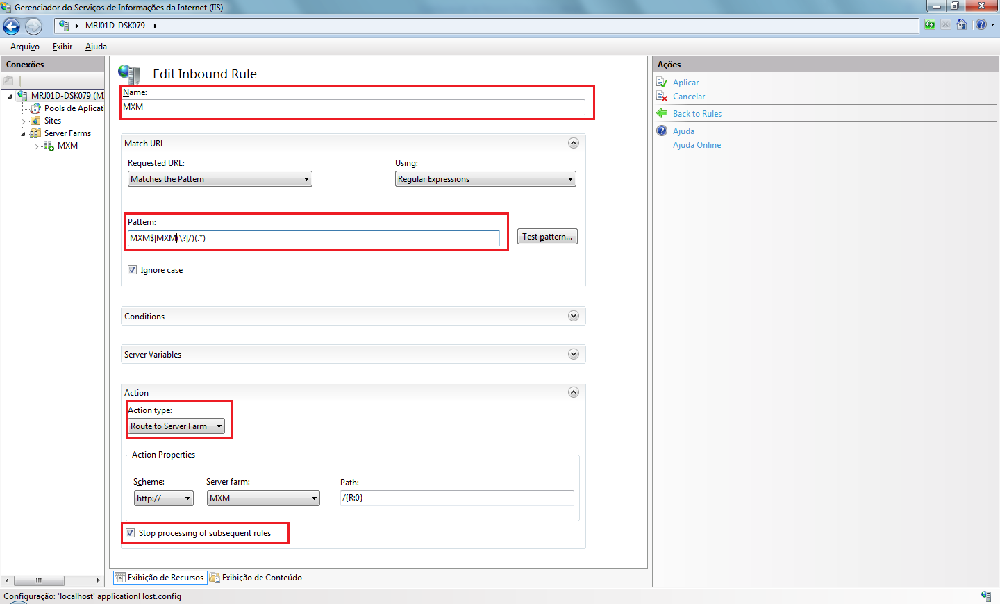 Gerenciador do Serviços de Informações da Internet (IIS)
MRJ01D-DSK079
Arquivo Exibir Ajuda
Conexões
MRJ01D-DSK079 (M
Pools de Aplicat
Sites
Server Farms
MXM
Edit Inbound Rule
Name:
MXM
Match URL
Requested URL:
Using:
Matches the Pattern
Regular Expressions
Pattern:
MXM$|MXM(\?|/)(.*)
Test pattern...
Ignore case
Conditions
Server Variables
Action
Action type:
Route to Server Farm
Action Properties
Scheme:
Server farm:
Path:
http://
MXM
/{R:0}
Stop processing of subsequent rules
Exibição de Recursos
Exibição de Conteúdo
Ações
Aplicar
Cancelar
Back to Rules
Ajuda
Ajuda Online
Configuração: 'localhost' applicationHost.config